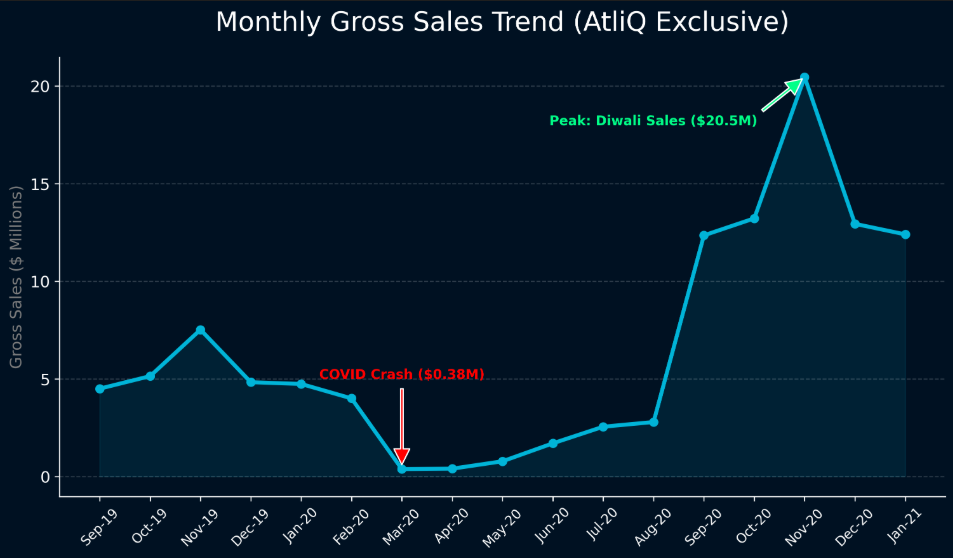 Monthly Gross Sales Trend (AtliQ Exclusive)
Gross Sales ($ Millions)
20
15
10
5
0
Peak: Diwali Sales ($20.5M)
COVID Crash ($0.38M)
Sep-19
Oct-19
Nov-19
Dec-19
Jan-20
Feb-20
Mar-20
Apr-20
May-20
Jun-20
Jul-20
Aug-20
Sep-20
Oct-20
Nov-20
Dec-20
Jan-21